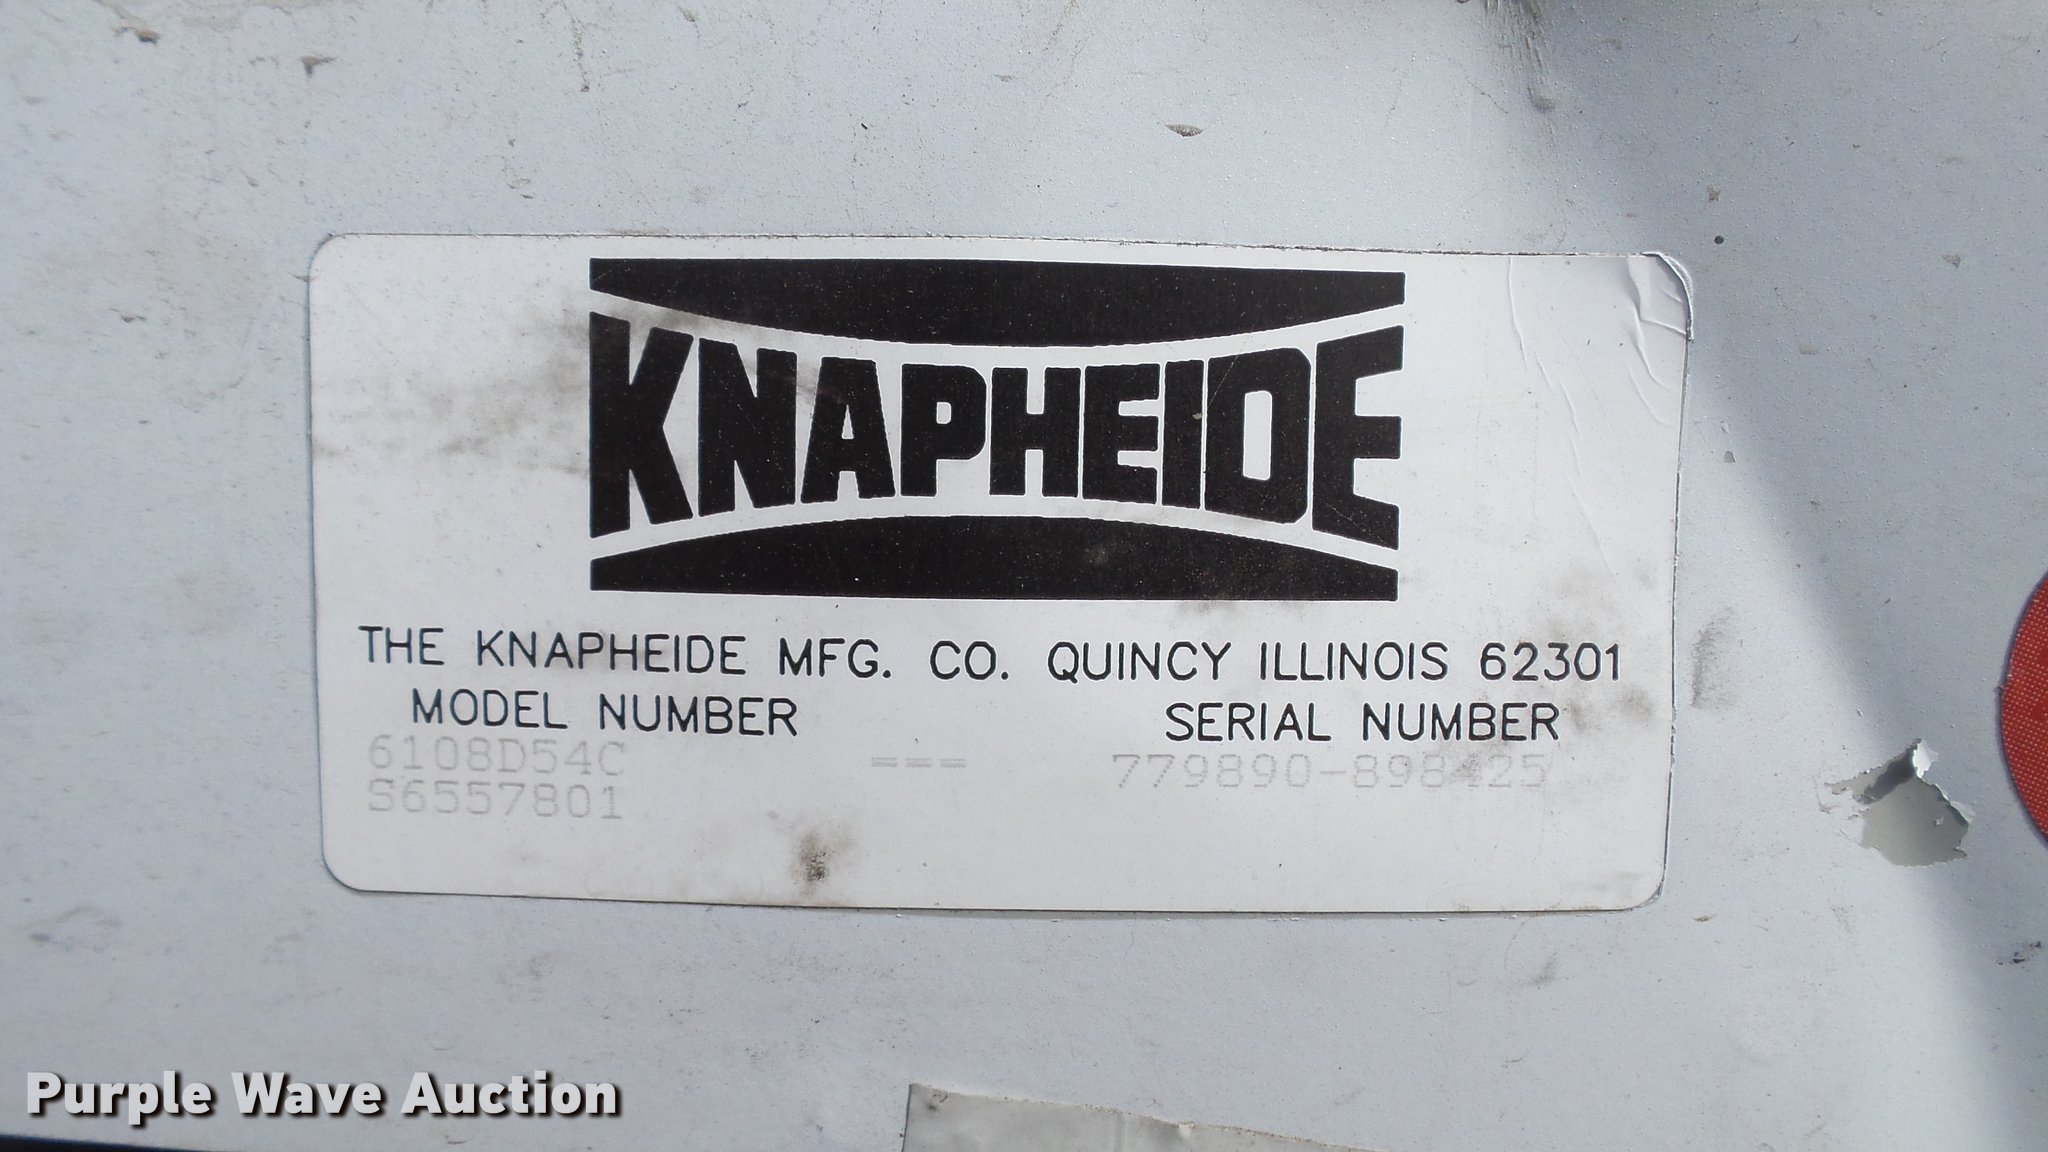 KNAPHEIDE
THE KNAPHEIDE MFG. CO. QUINCY ILLINOIS 62301
MODEL NUMBER SERIAL NUMBER
6108D54C --- 779890-898425
S6557801
Purple Wave Auction